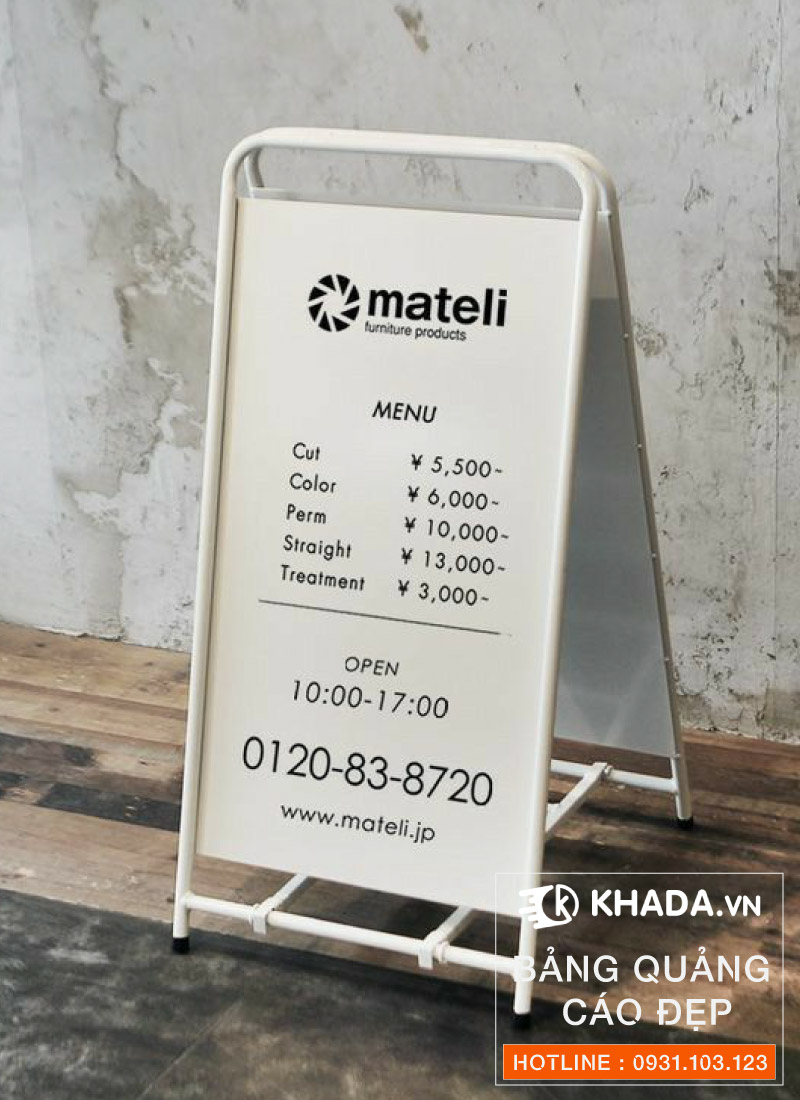 mateli
furniture products
MENU
Cut ¥ 5,500~
Color ¥ 6,000~
Perm ¥ 10,000~
Straight ¥ 13,000~
Treatment ¥ 3,000~
OPEN
10:00-17:00
0120-83-8720
www.mateli.jp
KHADA.VN
BẢNG QUẢNG
CÁO ĐẸP
HOTLINE : 0931.103.123